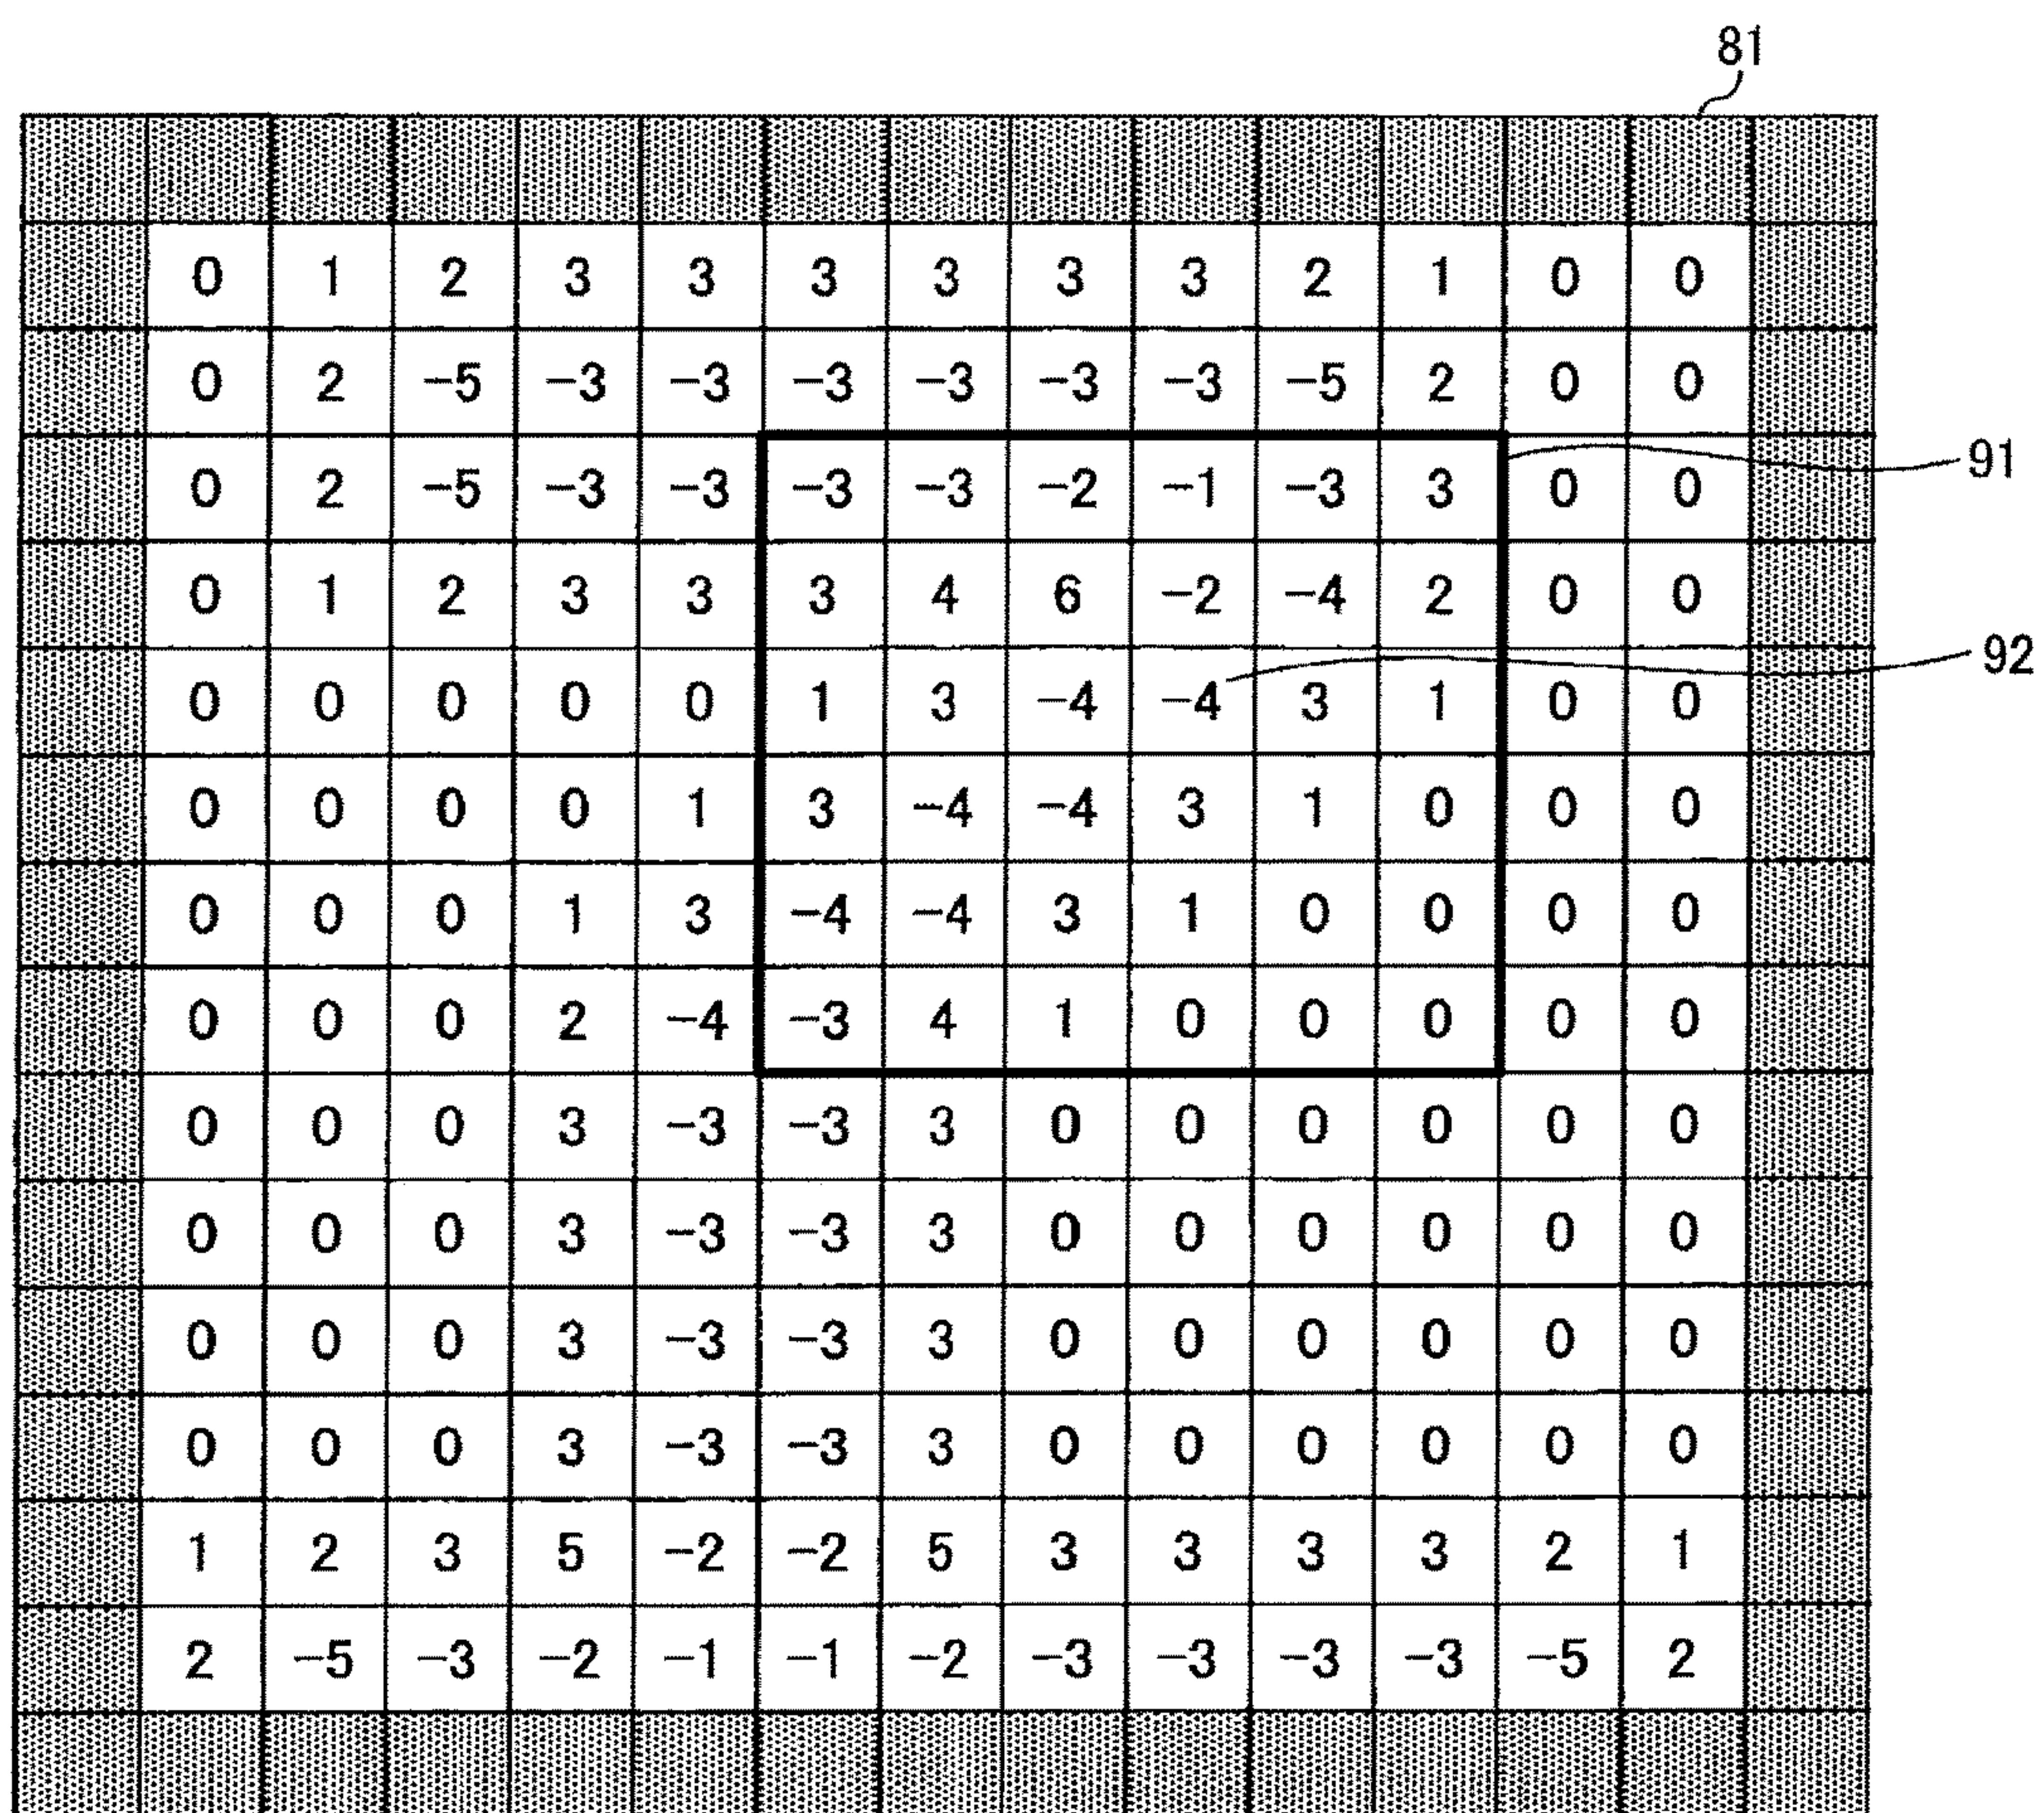 81
0 1 2 3 3 3 3 3 3 2 1 0 0
0 2 −5 −3 −3 −3 −3 −3 −3 −5 2 0 0
0 2 −5 −3 −3 −3 −3 −2 −1 −3 3 0 0 91
0 1 2 3 3 3 4 6 −2 −4 2 0 0
92
0 0 0 0 0 1 3 −4 −4 3 1 0 0
0 0 0 0 1 3 −4 −4 3 1 0 0 0
0 0 0 1 3 −4 −4 3 1 0 0 0 0
0 0 0 2 −4 −3 4 1 0 0 0 0 0
0 0 0 3 −3 −3 3 0 0 0 0 0 0
0 0 0 3 −3 −3 3 0 0 0 0 0 0
0 0 0 3 −3 −3 3 0 0 0 0 0 0
0 0 0 3 −3 −3 3 0 0 0 0 0 0
1 2 3 5 −2 −2 5 3 3 3 3 2 1
2 −5 −3 −2 −1 −1 −2 −3 −3 −3 −3 −5 2